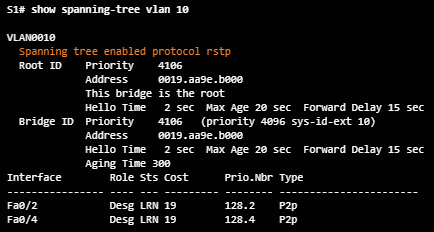 S1# show spanning-tree vlan 10
VLAN0010
Spanning tree enabled protocol rstp
Root ID Priority 4106
Address 0019.aa9e.b000
This bridge is the root
Hello Time 2 sec Max Age 20 sec Forward Delay 15 sec
Bridge ID Priority 4106 (priority 4096 sys-id-ext 10)
Address 0019.aa9e.b000
Hello Time 2 sec Max Age 20 sec Forward Delay 15 sec
Aging Time 300
Interface Role Sts Cost Prio.Nbr Type
---------------- ---- --- --------- -------- ------------------------
Fa0/2 Desg LRN 19 128.2 P2p
Fa0/4 Desg LRN 19 128.4 P2p